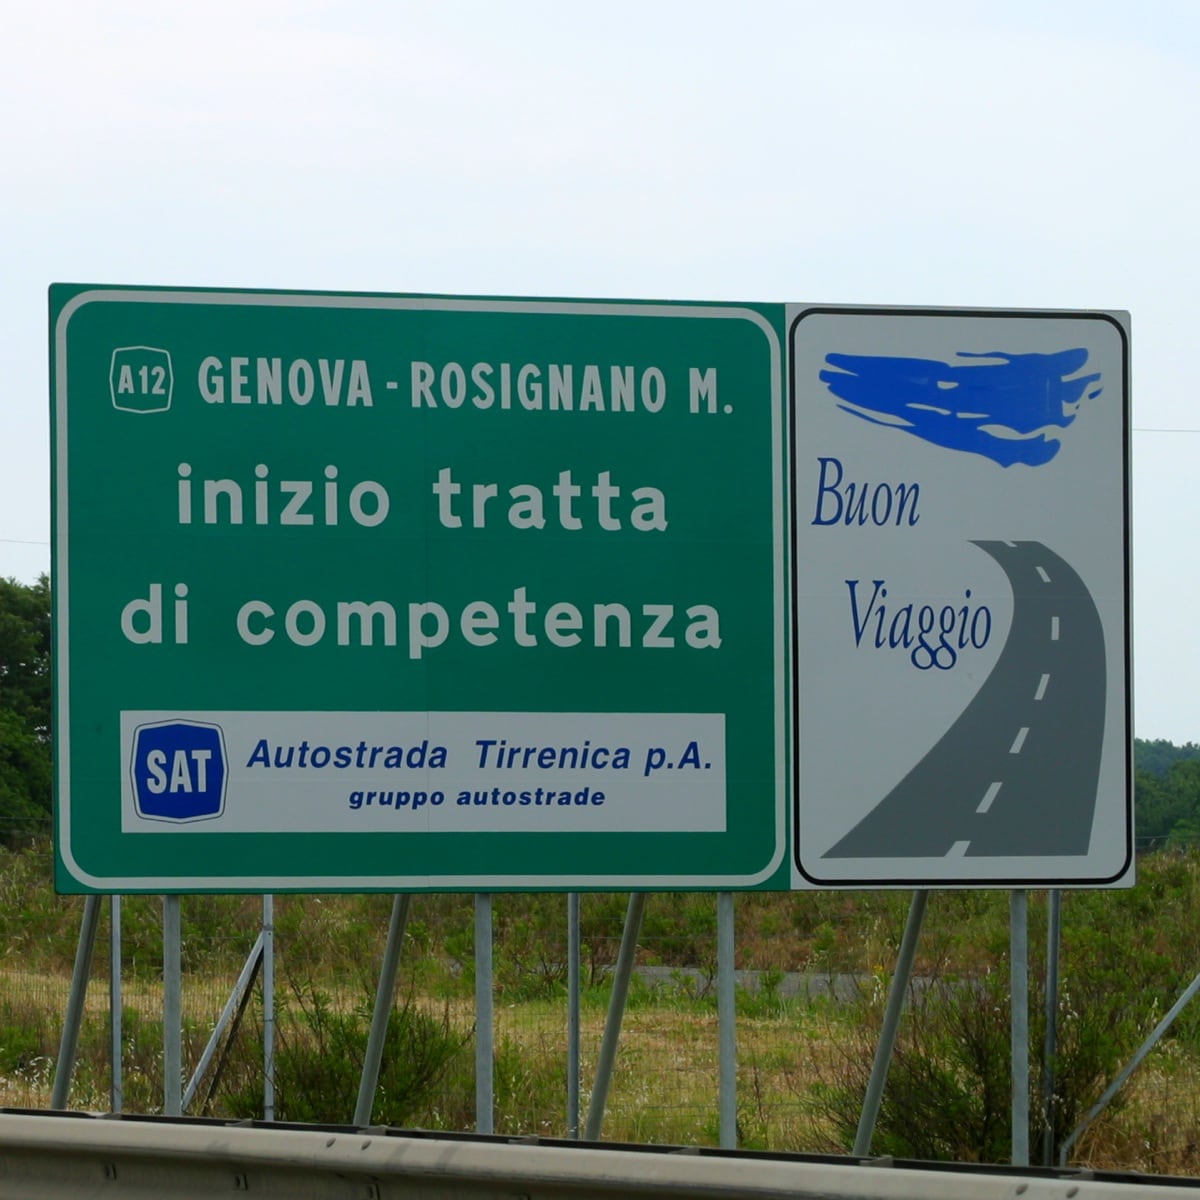 A12 GENOVA - ROSIGNANO M.
inizio tratta
di competenza
SAT Autostrada Tirrenica p.A.
gruppo autostrade
Buon
Viaggio